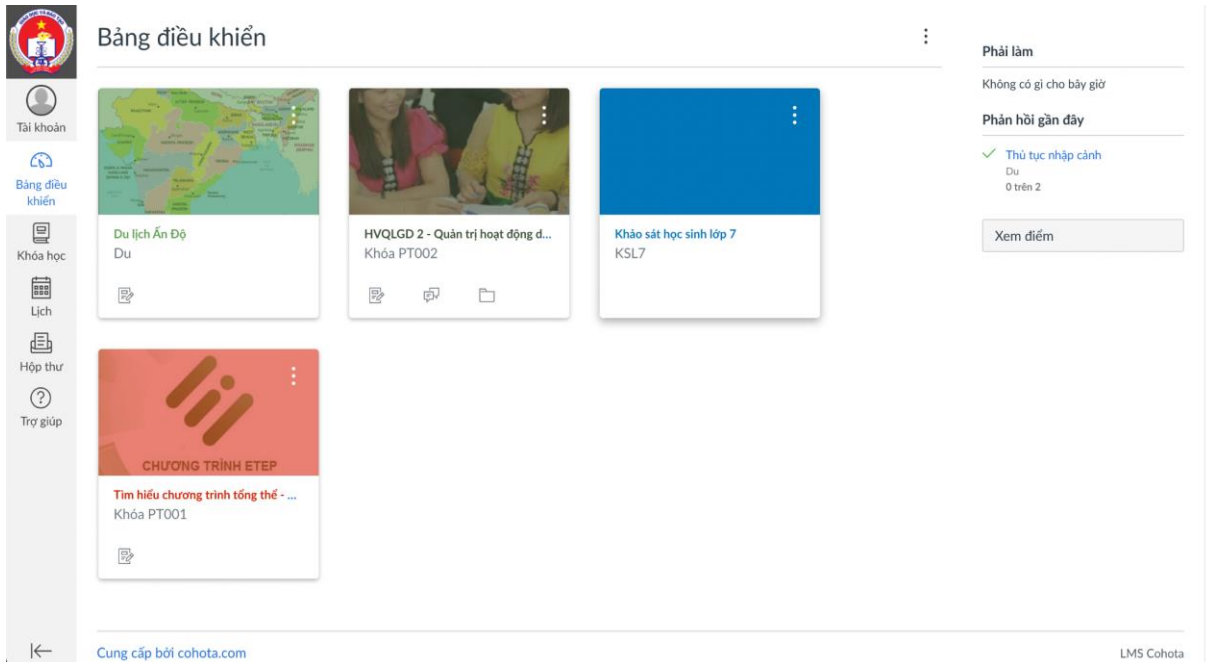 Bảng điều khiển
Tài khoản
Bảng điều
khiển
Khóa học
Lịch
Hộp thư
Trợ giúp
Du lịch Ấn Độ
Du
HVQLGD 2 - Quản trị hoạt động d...
Khóa PT002
Khảo sát học sinh lớp 7
KSL7
CHƯƠNG TRÌNH ETEP
Tìm hiểu chương trình tổng thể - ...
Khóa PT001
Phải làm
Không có gì cho bây giờ
Phản hồi gần đây
Thủ tục nhập cảnh
Du
0 trên 2
Xem điểm
Cung cấp bởi cohota.com
LMS Cohota